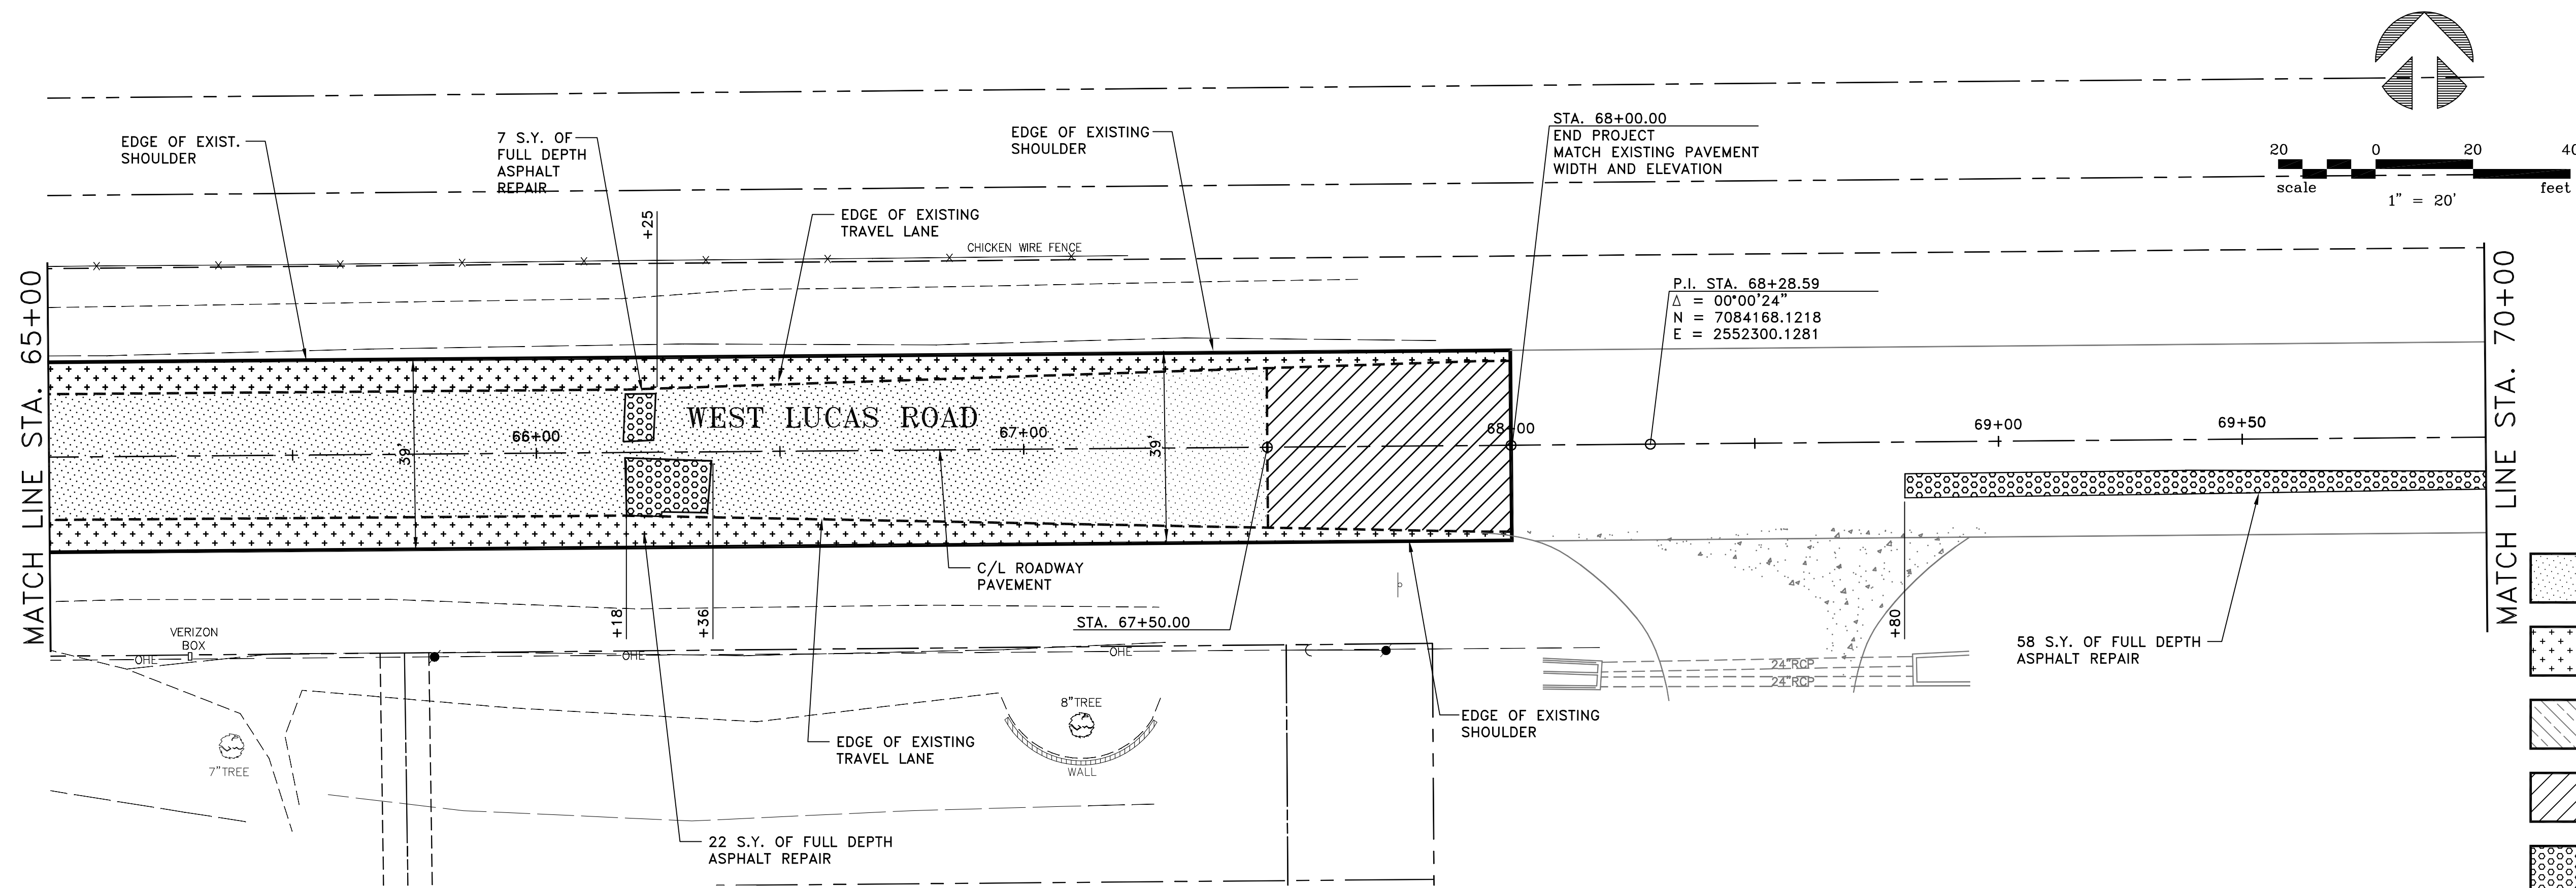 EDGE OF EXIST.
SHOULDER
7 S.Y. OF
FULL DEPTH
ASPHALT
REPAIR
EDGE OF EXISTING
SHOULDER
STA. 68+00.00
END PROJECT
MATCH EXISTING PAVEMENT
WIDTH AND ELEVATION
20 0 20 40
scale feet
1" = 20'
+25
EDGE OF EXISTING
TRAVEL LANE
CHICKEN WIRE FENCE
P.I. STA. 68+28.59
Δ = 00°00'24"
N = 7084168.1218
E = 2552300.1281
MATCH LINE STA. 65+00
MATCH LINE STA. 70+00
WEST LUCAS ROAD
39'
66+00
67+00
39'
68+00
69+00
69+50
C/L ROADWAY
PAVEMENT
+18
+36
STA. 67+50.00
+80
P
VERIZON
BOX
OHE
OHE
OHE
58 S.Y. OF FULL DEPTH
ASPHALT REPAIR
24"RCP
24"RCP
7"TREE
8"TREE
WALL
EDGE OF EXISTING
TRAVEL LANE
EDGE OF EXISTING
SHOULDER
22 S.Y. OF FULL DEPTH
ASPHALT REPAIR